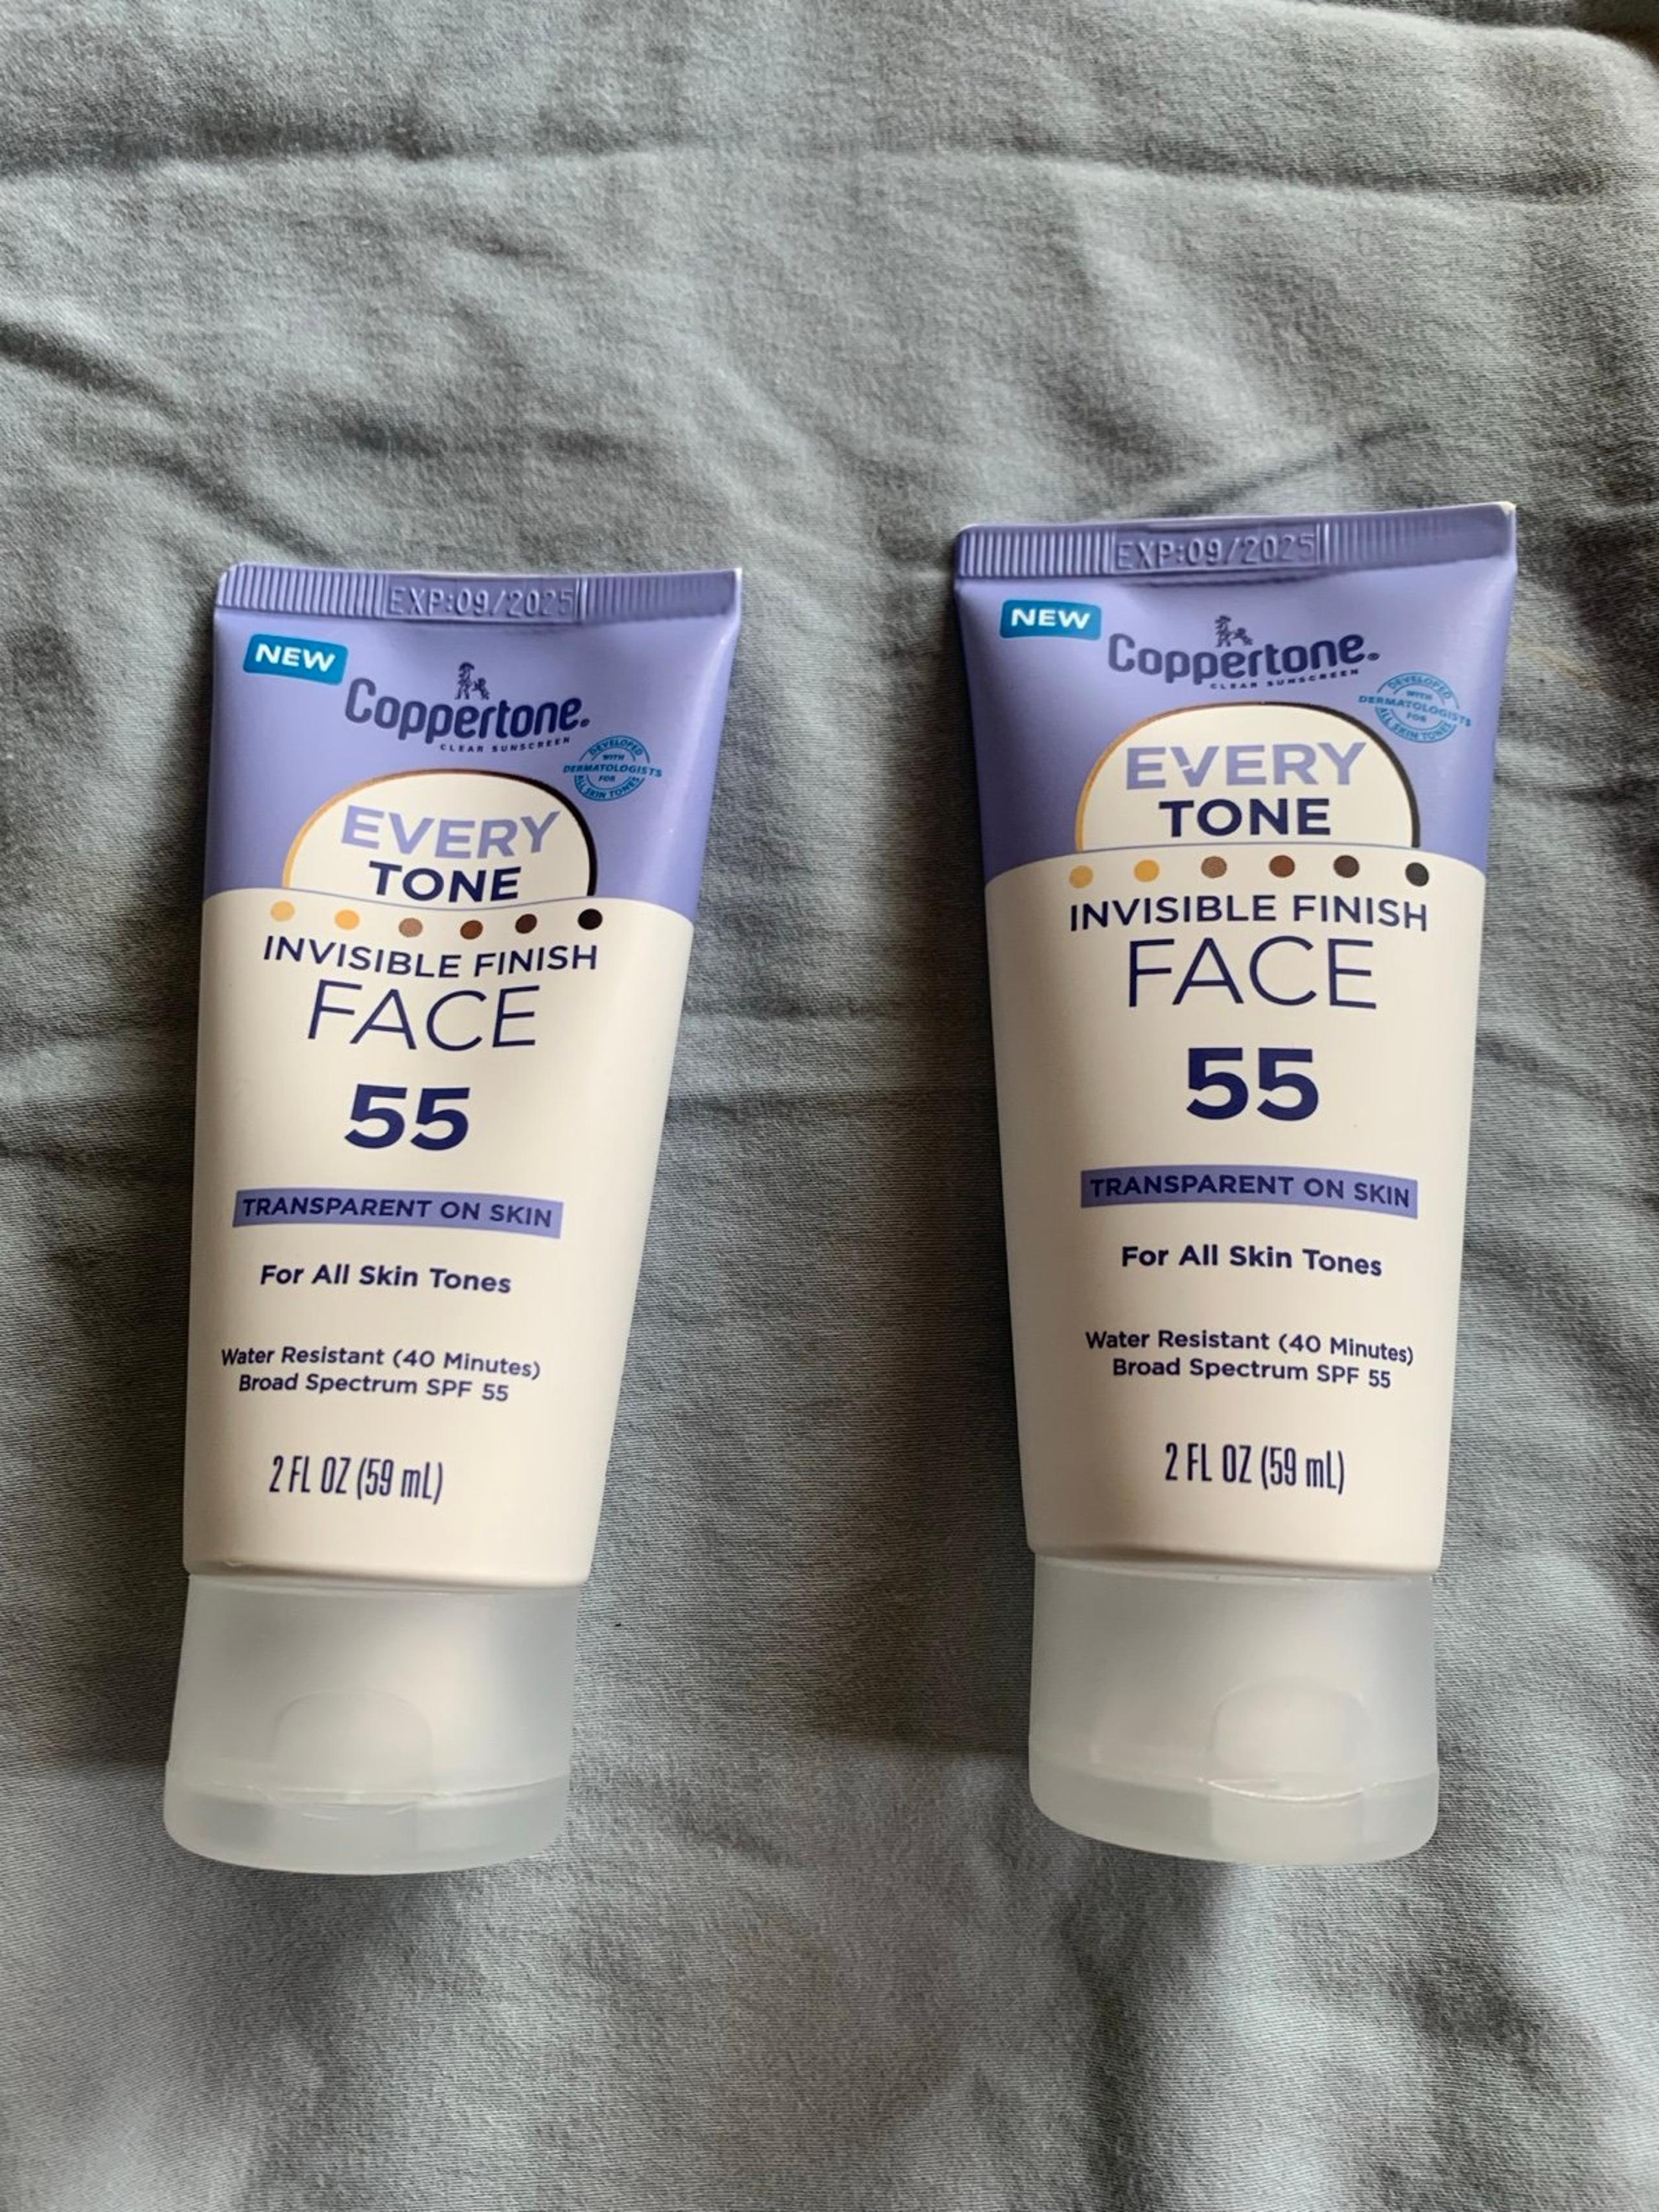 EXP:09/2025
NEW
Coppertone®
CLEAR SUNSCREEN
DEVELOPED
WITH
DERMATOLOGISTS
FOR
ALL SKIN TONES
EVERY
TONE
INVISIBLE FINISH
FACE
55
TRANSPARENT ON SKIN
For All Skin Tones
Water Resistant (40 Minutes)
Broad Spectrum SPF 55
2 FL OZ (59 mL)
EXP:09/2025
NEW
Coppertone®
CLEAR SUNSCREEN
DEVELOPED
WITH
DERMATOLOGISTS
FOR
ALL SKIN TONES
EVERY
TONE
INVISIBLE FINISH
FACE
55
TRANSPARENT ON SKIN
For All Skin Tones
Water Resistant (40 Minutes)
Broad Spectrum SPF 55
2 FL OZ (59 mL)